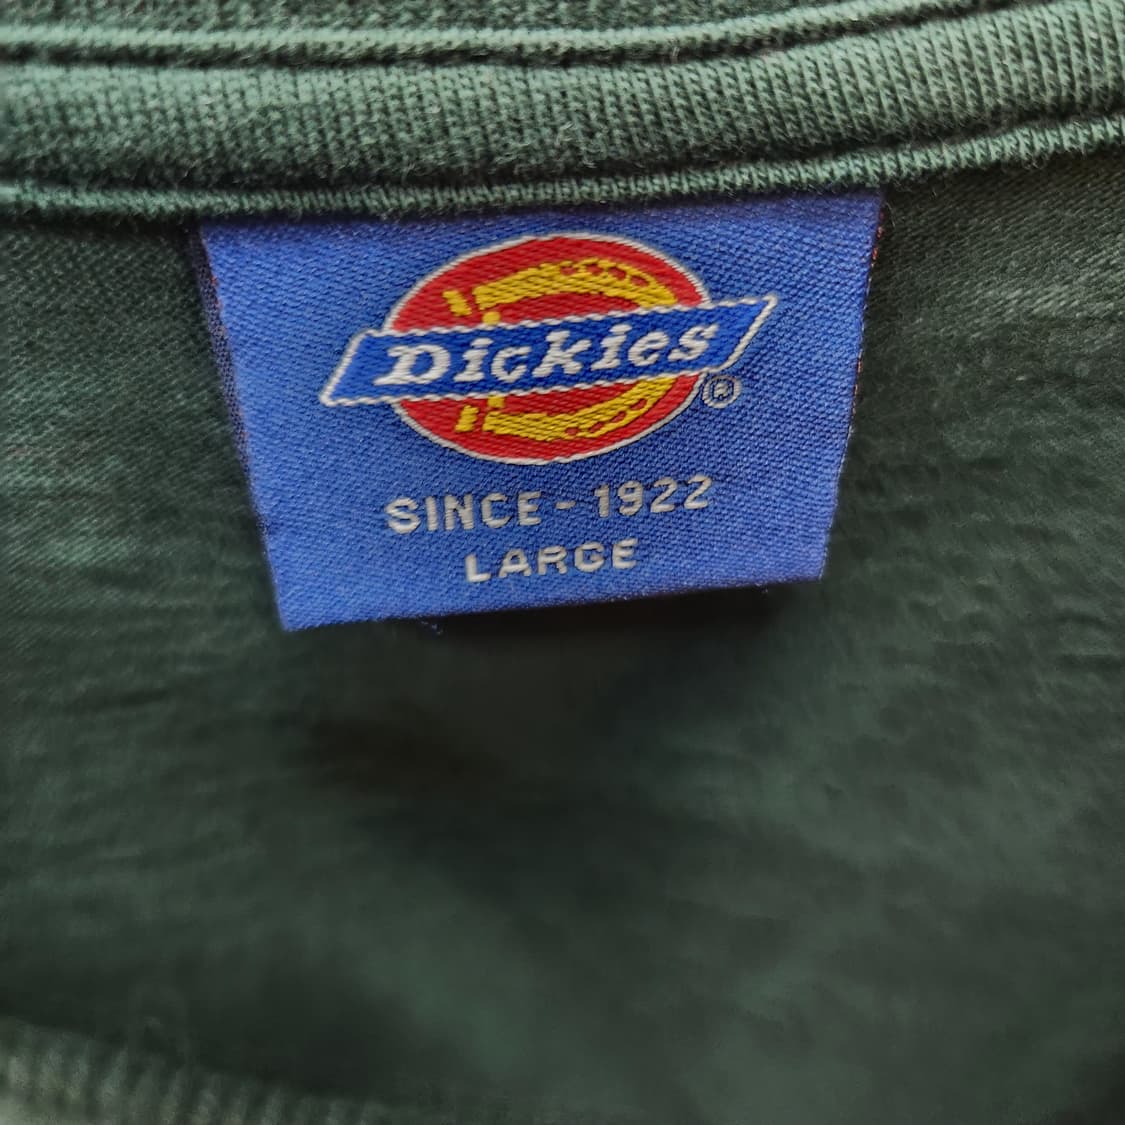 Dickies
®
SINCE - 1922
LARGE